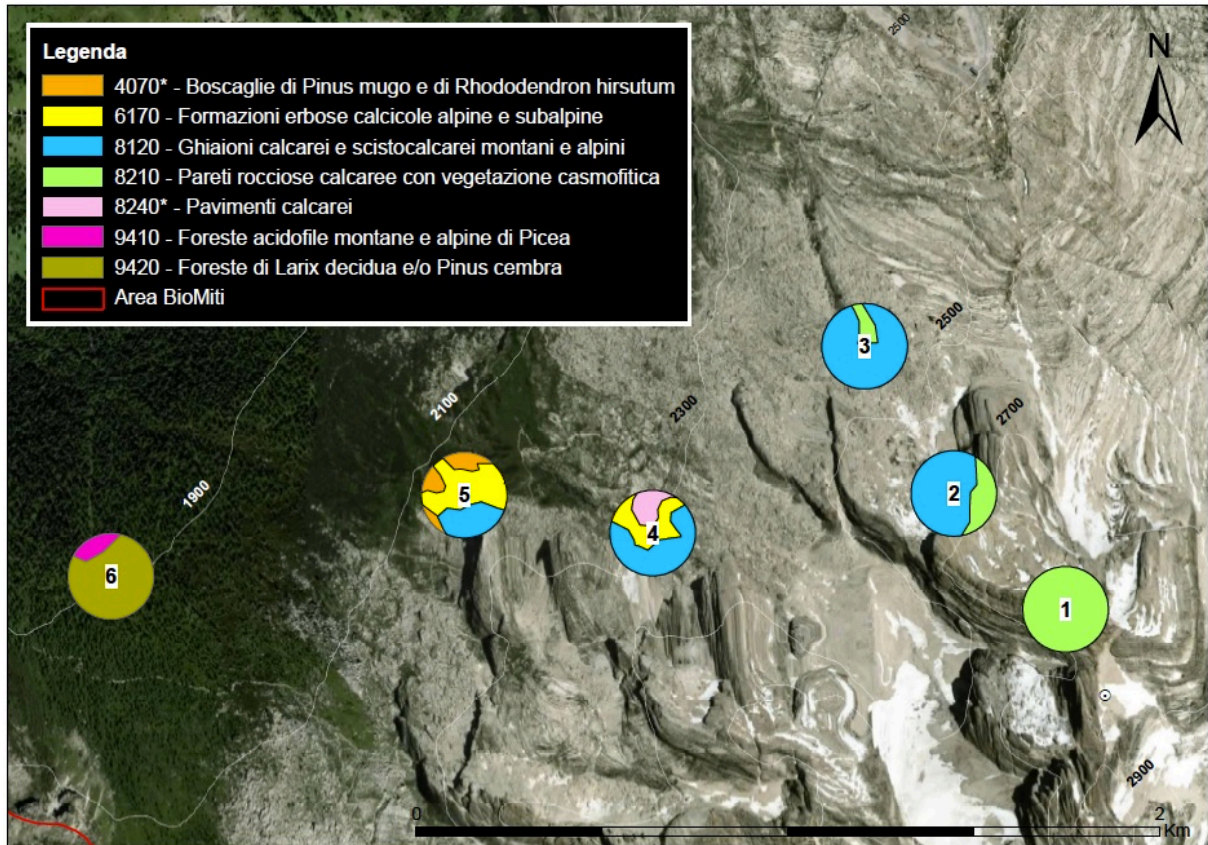 2500
N
Legenda
4070* - Boscaglie di Pinus mugo e di Rhododendron hirsutum
6170 - Formazioni erbose calcicole alpine e subalpine
8120 - Ghiaioni calcarei e scistocalcarei montani e alpini
8210 - Pareti rocciose calcaree con vegetazione casmofitica
8240* - Pavimenti calcarei
9410 - Foreste acidofile montane e alpine di Picea
9420 - Foreste di Larix decidua e/o Pinus cembra
Area BioMiti
2500
3
2100
2300
2700
1900
5
2
4
6
1
2900
0
2
Km